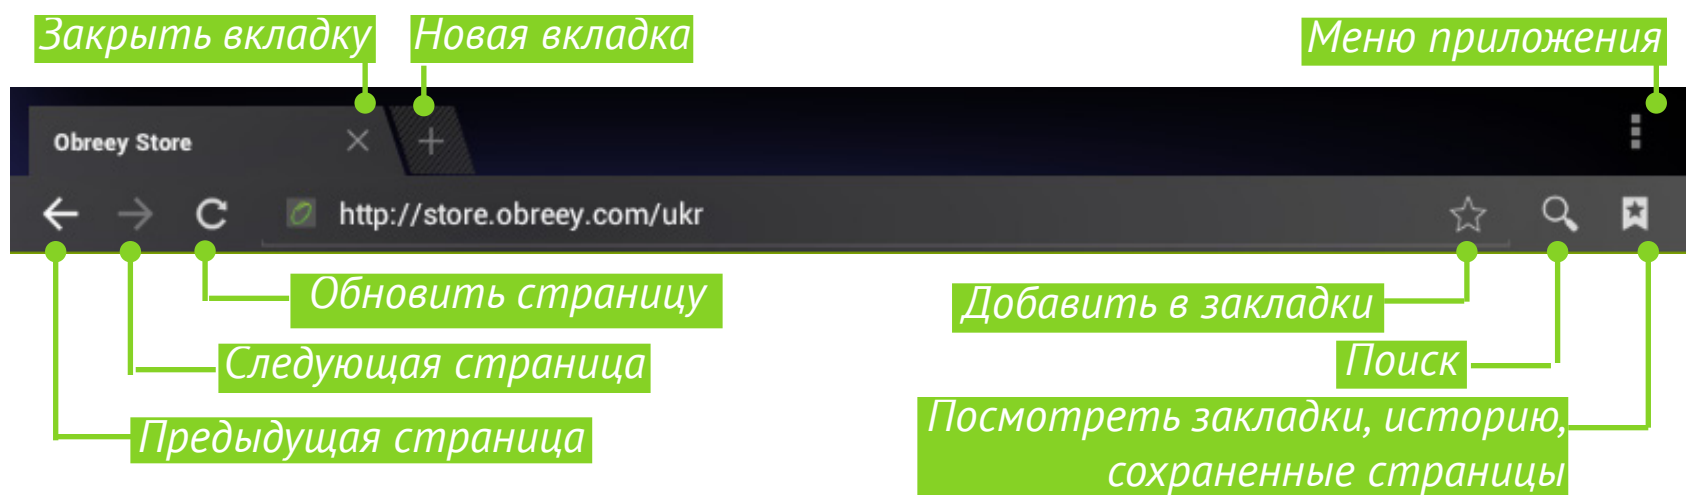 Закрыть вкладку
Новая вкладка
Меню приложения
Obreey Store
http://store.obreey.com/ukr
Обновить страницу
Добавить в закладки
Следующая страница
Поиск
Предыдущая страница
Посмотреть закладки, историю,
сохраненные страницы